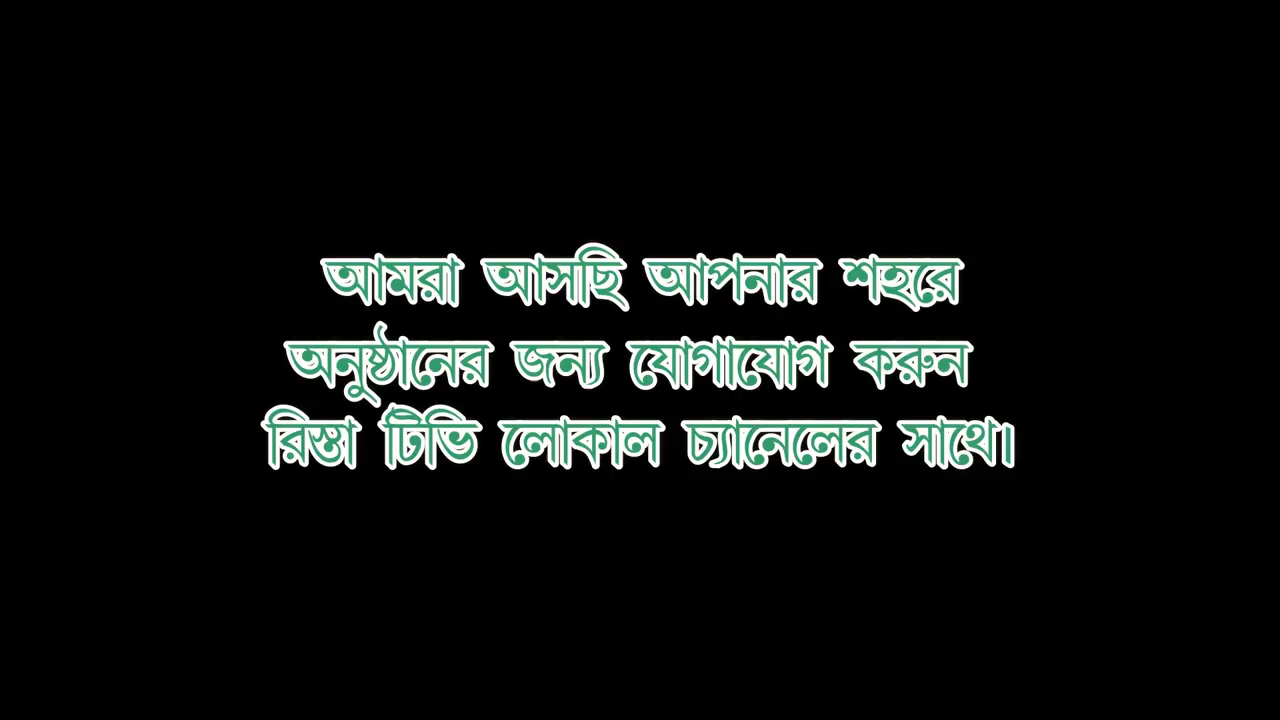 আমরা আসছি আপনার শহরে
অনুষ্ঠানের জন্য যোগাযোগ করুন
রিস্তা টিভি লোকাল চ্যানেলের সাথে।